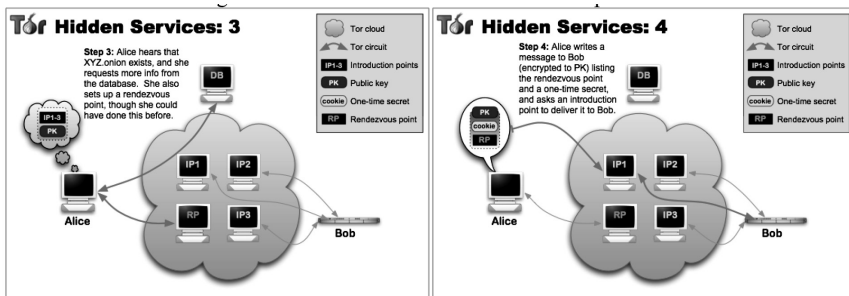 Tor Hidden Services: 3
Step 3: Alice hears that
XYZ.onion exists, and she
requests more info from
the database. She also
sets up a rendezvous
point, though she could
have done this before.
Tor cloud
Tor circuit
IP1-3 Introduction points
PK Public key
cookie One-time secret
RP Rendezvous point
DB
IP1-3
PK
IP1 IP2
RP IP3
Alice
Bob
Tor Hidden Services: 4
Step 4: Alice writes a
message to Bob
(encrypted to PK) listing
the rendezvous point
and a one-time secret,
and asks an introduction
point to deliver it to Bob.
Tor cloud
Tor circuit
IP1-3 Introduction points
PK Public key
cookie One-time secret
RP Rendezvous point
DB
PK
cookie
RP
IP1 IP2
RP IP3
Alice
Bob